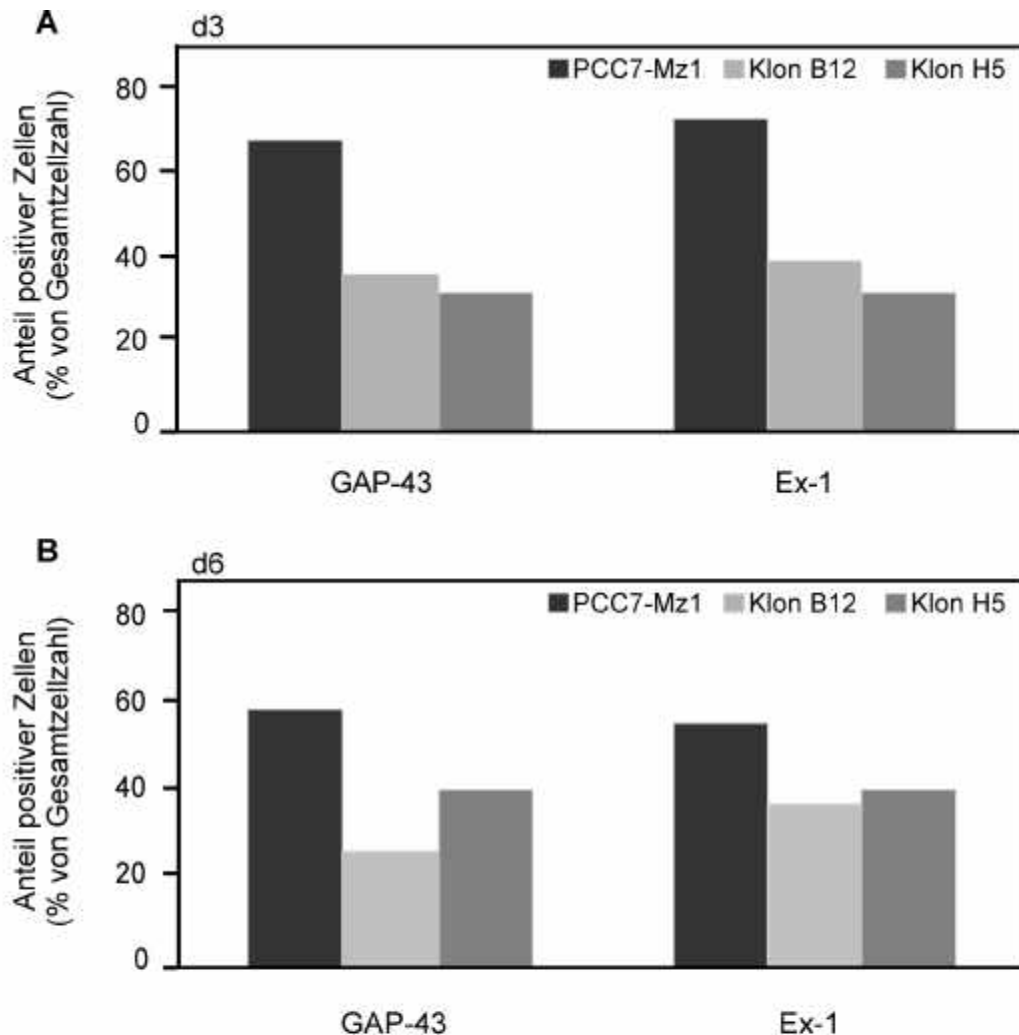 A
d3
PCC7-Mz1 Klon B12 Klon H5
Anteil positiver Zellen
(% von Gesamtzellzahl)
80
60
40
20
0
GAP-43 Ex-1
B
d6
PCC7-Mz1 Klon B12 Klon H5
Anteil positiver Zellen
(% von Gesamtzellzahl)
80
60
40
20
0
GAP-43 Ex-1